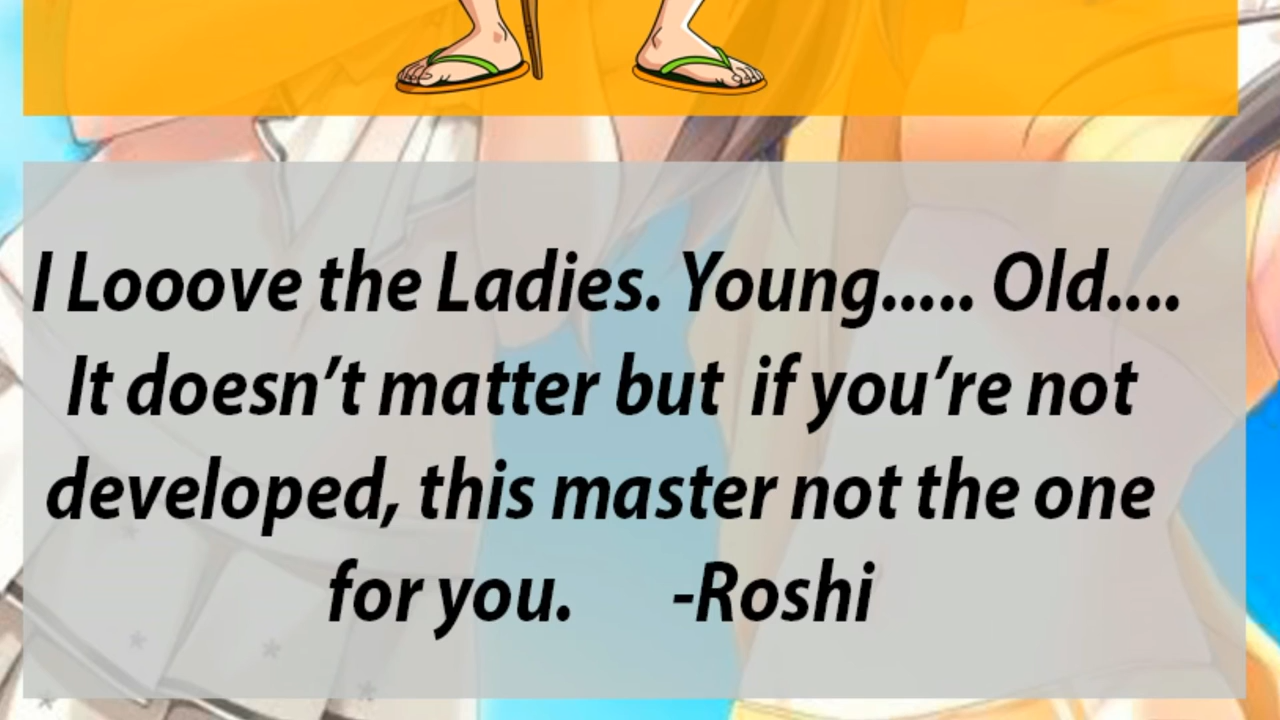 I Looove the Ladies. Young..... Old....
It doesn’t matter but if you’re not
developed, this master not the one
for you. -Roshi